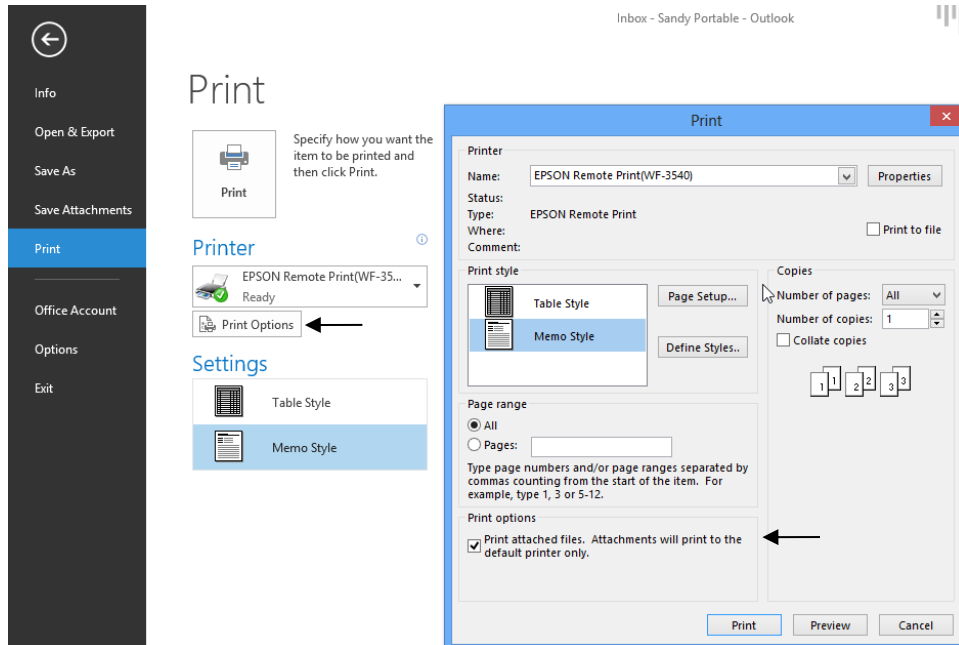 Inbox - Sandy Portable - Outlook
Info
Open & Export
Save As
Save Attachments
Print
Office Account
Options
Exit
Print
Print
Specify how you want the
item to be printed and
then click Print.
Printer
EPSON Remote Print(WF-35...
Ready
Print Options
Settings
Table Style
Memo Style
Print
Printer
Name:
EPSON Remote Print(WF-3540)
Properties
Status:
Type:
EPSON Remote Print
Where:
Comment:
Print to file
Print style
Table Style
Memo Style
Page Setup...
Define Styles..
Copies
Number of pages:
All
Number of copies:
1
Collate copies
1 1 2 2 3 3
Page range
All
Pages:
Type page numbers and/or page ranges separated by
commas counting from the start of the item. For
example, type 1, 3 or 5-12.
Print options
Print attached files. Attachments will print to the
default printer only.
Print
Preview
Cancel